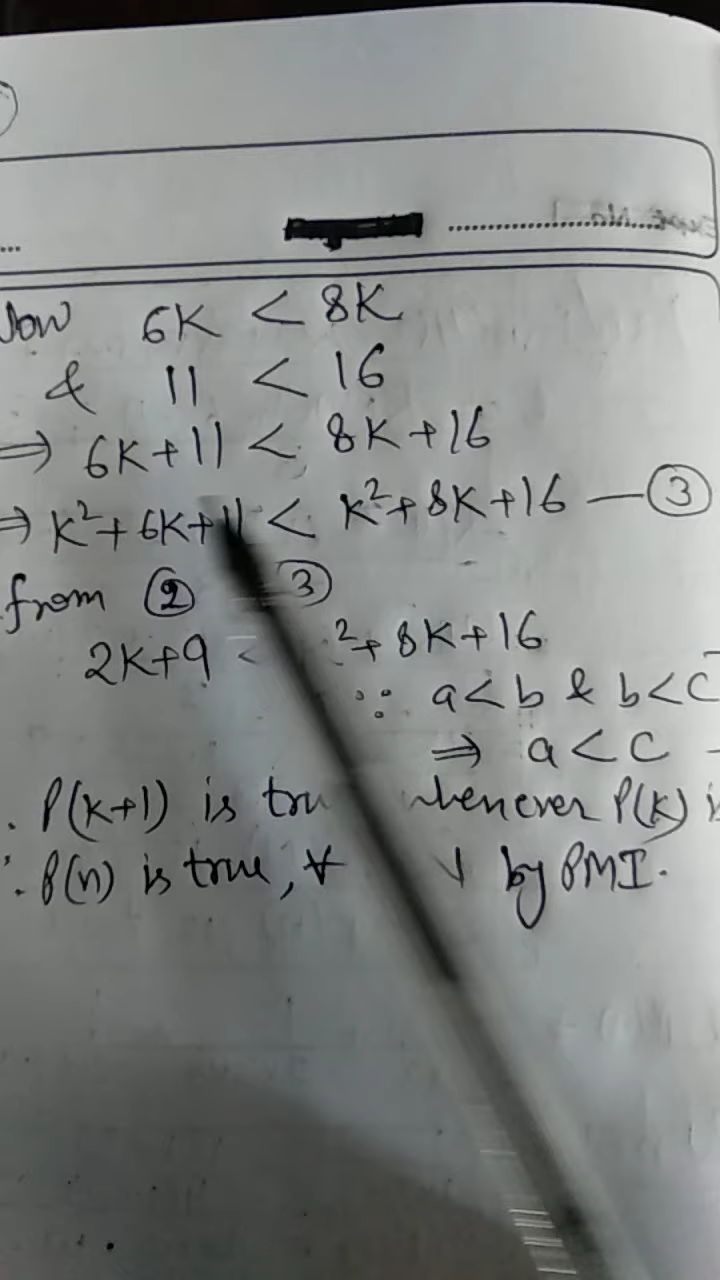 Now 6K < 8K
& 11 < 16
⇒ 6K+11 < 8K+16
⇒ K²+6K+11 < K²+8K+16 — ③
from ② ③
2K+9 < ²+8K+16
∵ a<b & b<c
⇒ a<c
. P(K+1) is whenever P(K) is
∴ P(n) is true, ∀ by PMI.